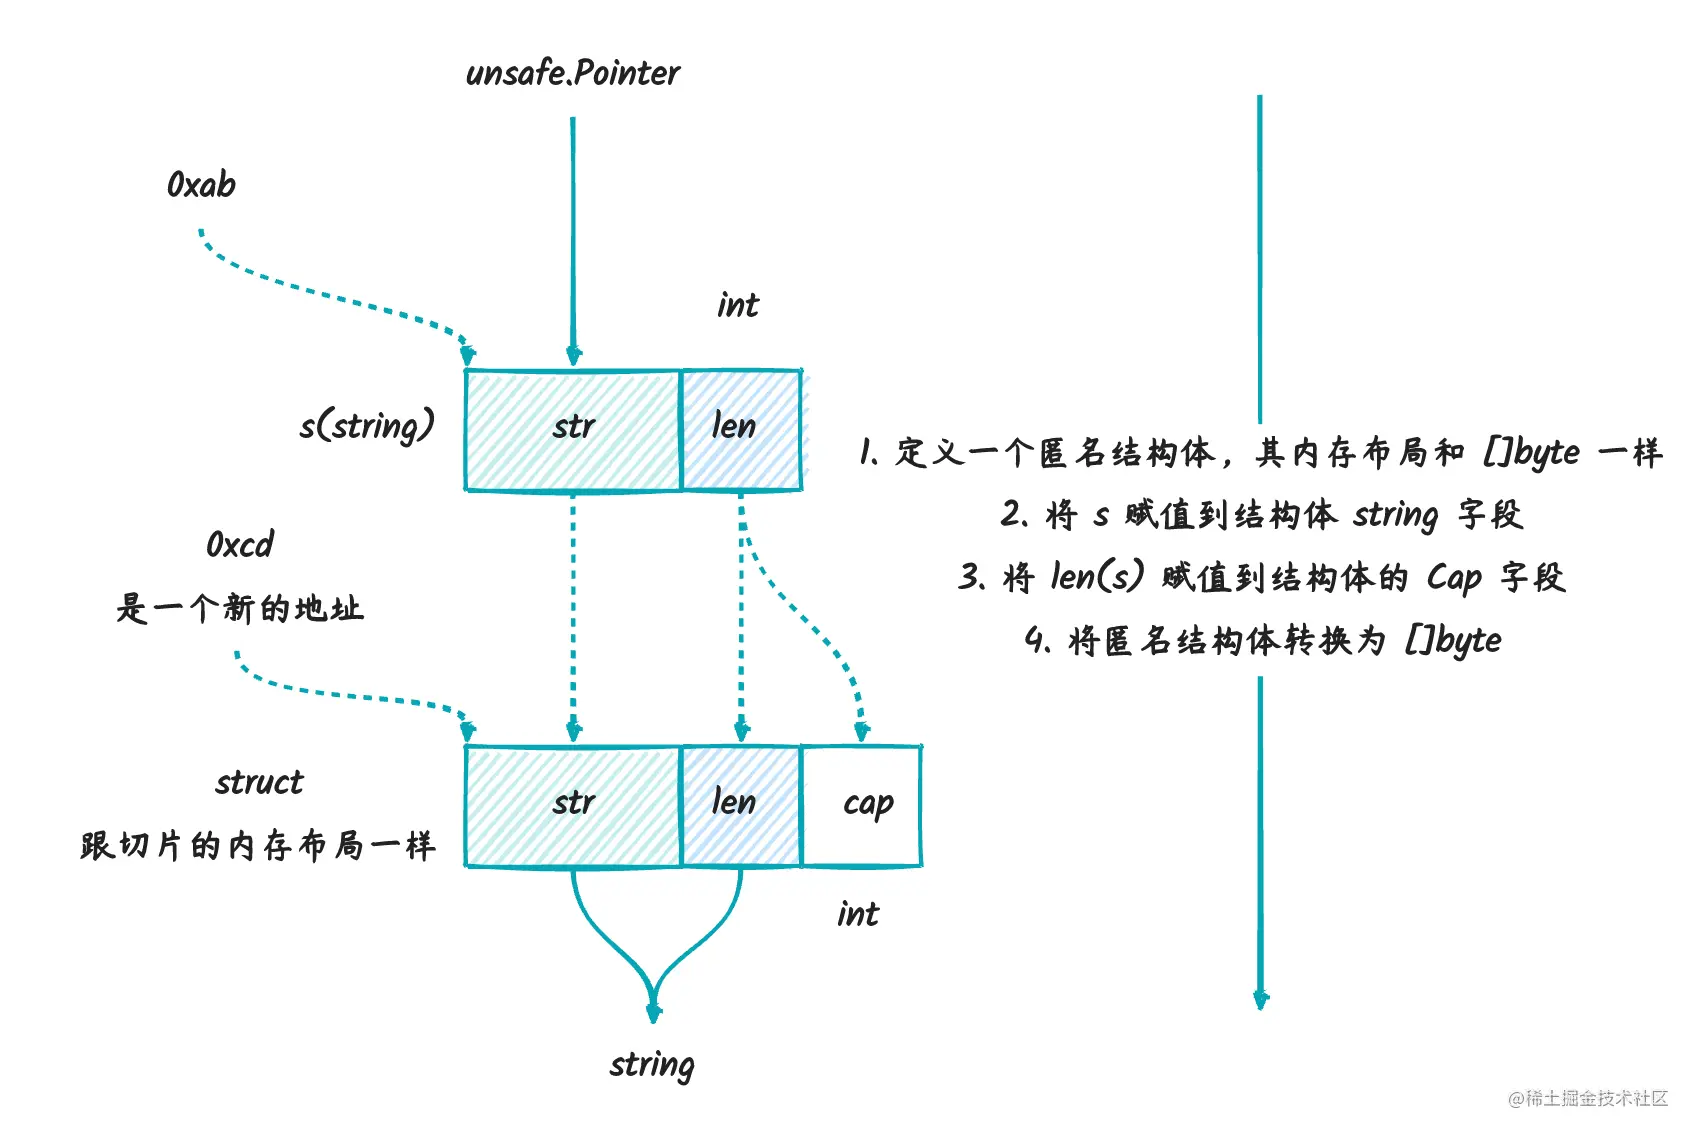 unsafe.Pointer
0xab
int
s(string)
str
len
1. 定义一个匿名结构体，其内存布局和 []byte 一样
2. 将 s 赋值到结构体 string 字段
3. 将 len(s) 赋值到结构体的 Cap 字段
4. 将匿名结构体转换为 []byte
0xcd
是一个新的地址
struct
跟切片的内存布局一样
str
len
cap
int
string
@稀土掘金技术社区